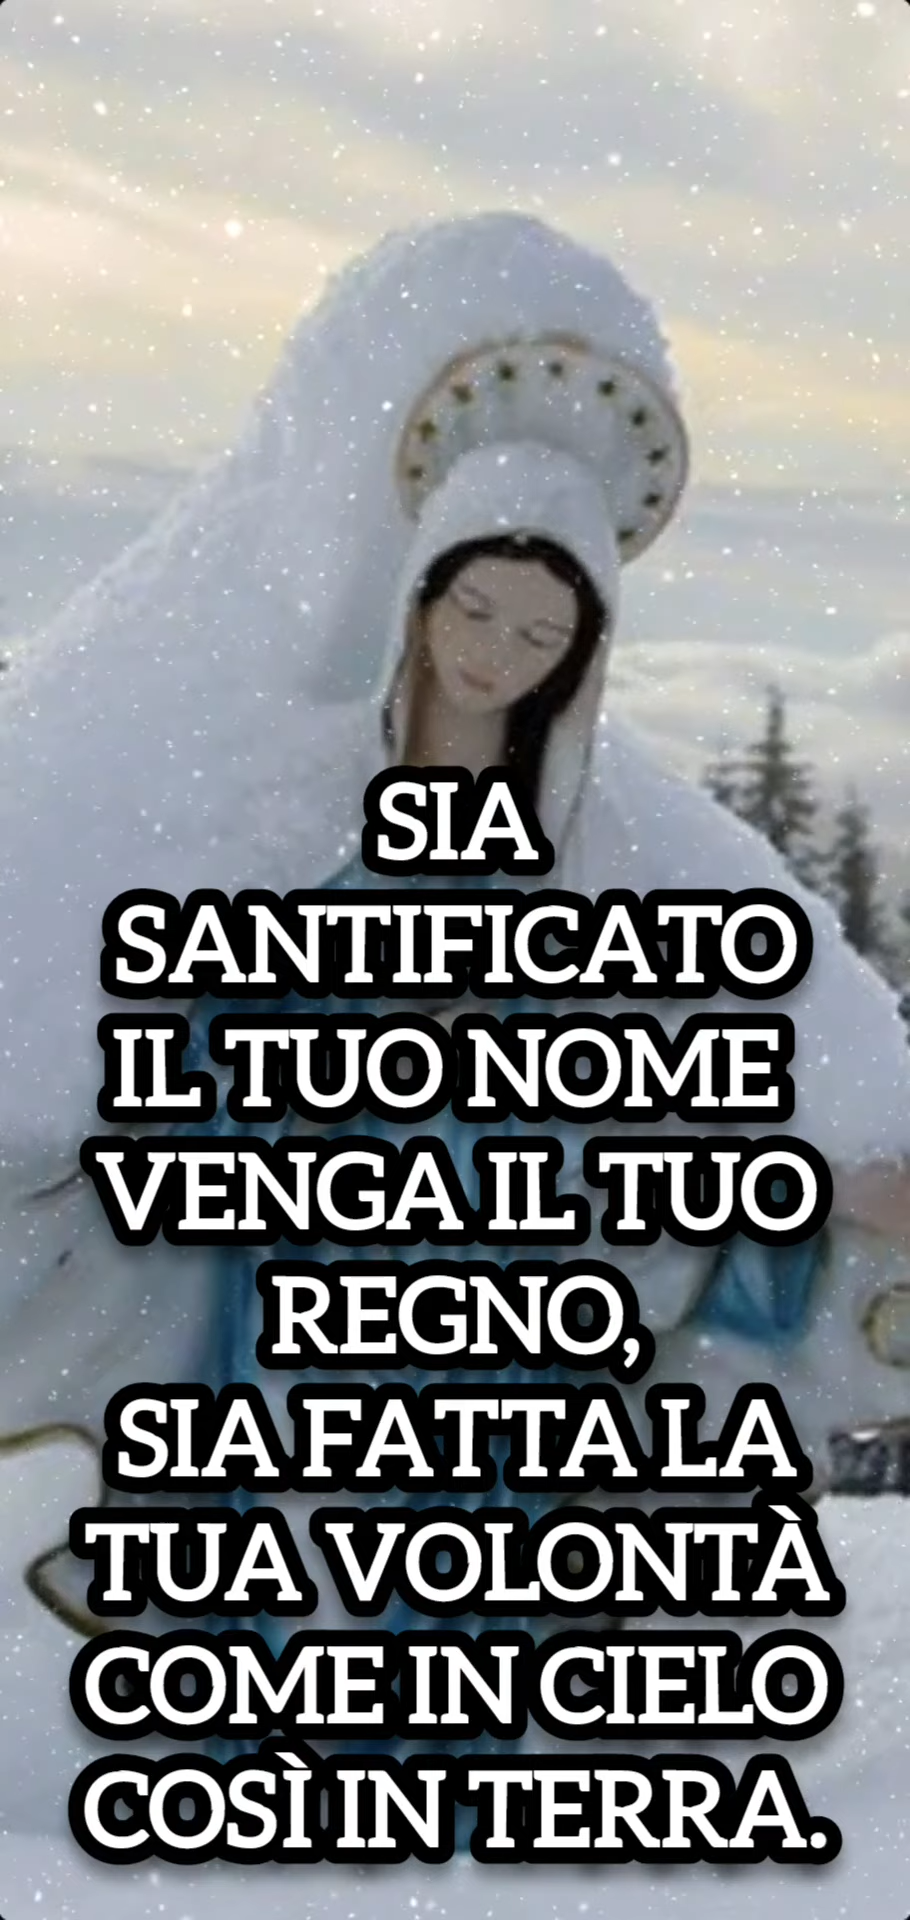 SIA
SANTIFICATO
IL TUO NOME
VENGA IL TUO
REGNO,
SIA FATTA LA
TUA VOLONTÀ
COME IN CIELO
COSÌ IN TERRA.